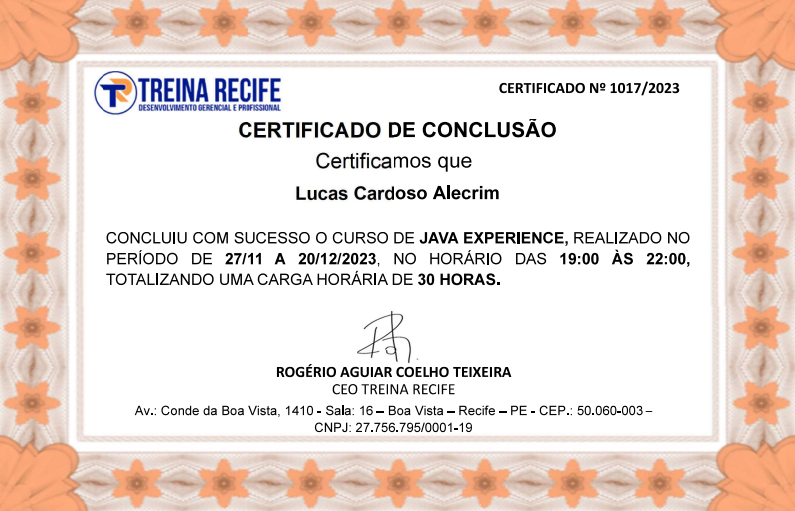 TREINA RECIFE
DESENVOLVIMENTO GERENCIAL E PROFISSIONAL
CERTIFICADO Nº 1017/2023
CERTIFICADO DE CONCLUSÃO
Certificamos que
Lucas Cardoso Alecrim
CONCLUIU COM SUCESSO O CURSO DE JAVA EXPERIENCE, REALIZADO NO
PERÍODO DE 27/11 A 20/12/2023, NO HORÁRIO DAS 19:00 ÀS 22:00,
TOTALIZANDO UMA CARGA HORÁRIA DE 30 HORAS.
ROGÉRIO AGUIAR COELHO TEIXEIRA
CEO TREINA RECIFE
Av.: Conde da Boa Vista, 1410 - Sala: 16 – Boa Vista – Recife – PE - CEP.: 50.060-003 –
CNPJ: 27.756.795/0001-19